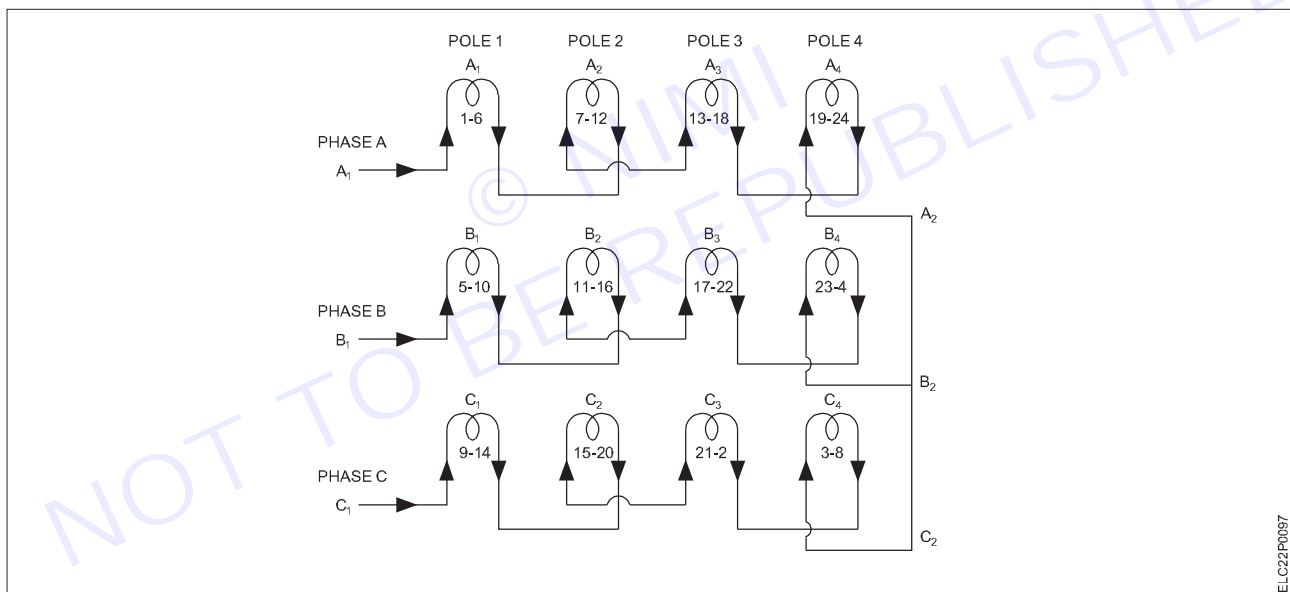 POLE 1 POLE 2 POLE 3 POLE 4
A₁ A₂ A₃ A₄
1-6 7-12 13-18 19-24
PHASE A
A₁
A₂
B₁ B₂ B₃ B₄
5-10 11-16 17-22 23-4
PHASE B
B₁
B₂
C₁ C₂ C₃ C₄
9-14 15-20 21-2 3-8
PHASE C
C₁
C₂
ELC22P0097
© NIMI
NOT TO BE REPUBLISHED